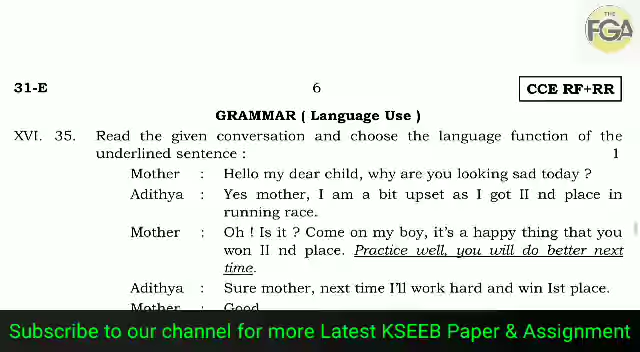 THE
FGA
31-E 6 CCE RF+RR
GRAMMAR ( Language Use )
XVI. 35. Read the given conversation and choose the language function of the
underlined sentence : 1
Mother : Hello my dear child, why are you looking sad today ?
Adithya : Yes mother, I am a bit upset as I got II nd place in
running race.
Mother : Oh ! Is it ? Come on my boy, it's a happy thing that you
won II nd place. Practice well, you will do better next
time.
Adithya : Sure mother, next time I'll work hard and win Ist place.
Mother : Good
Subscribe to our channel for more Latest KSEEB Paper & Assignment